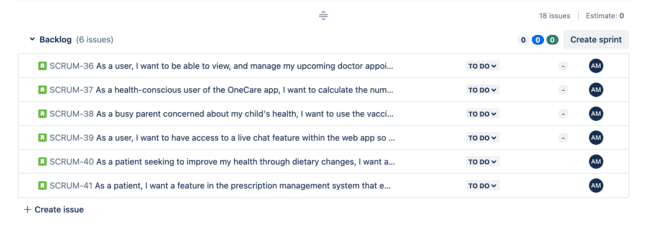 18 issues Estimate: 0
Backlog (6 issues) 0 0 0 Create sprint
SCRUM-36 As a user, I want to be able to view, and manage my upcoming doctor appoi... TO DO - AM
SCRUM-37 As a health-conscious user of the OneCare app, I want to calculate the num... TO DO - AM
SCRUM-38 As a busy parent concerned about my child's health, I want to use the vacci... TO DO - AM
SCRUM-39 As a user, I want to have access to a live chat feature within the web app so ... TO DO - AM
SCRUM-40 As a patient seeking to improve my health through dietary changes, I want a... TO DO AM
SCRUM-41 As a patient, I want a feature in the prescription management system that e... TO DO AM
+ Create issue